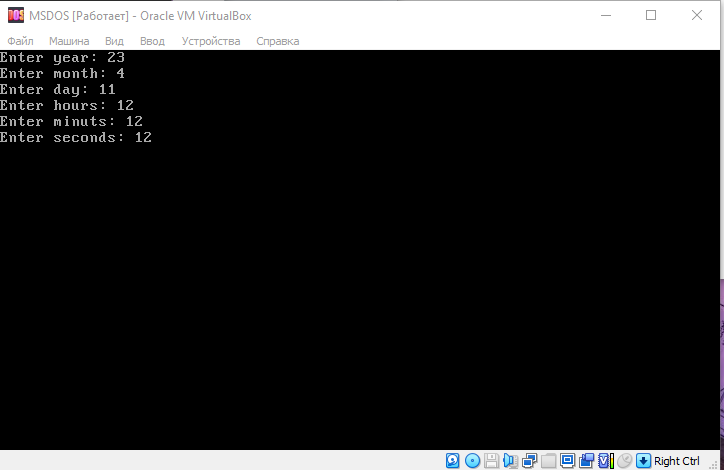 MSDOS [Работает] - Oracle VM VirtualBox
Файл Машина Вид Ввод Устройства Справка
Enter year: 23
Enter month: 4
Enter day: 11
Enter hours: 12
Enter minuts: 12
Enter seconds: 12
Right Ctrl